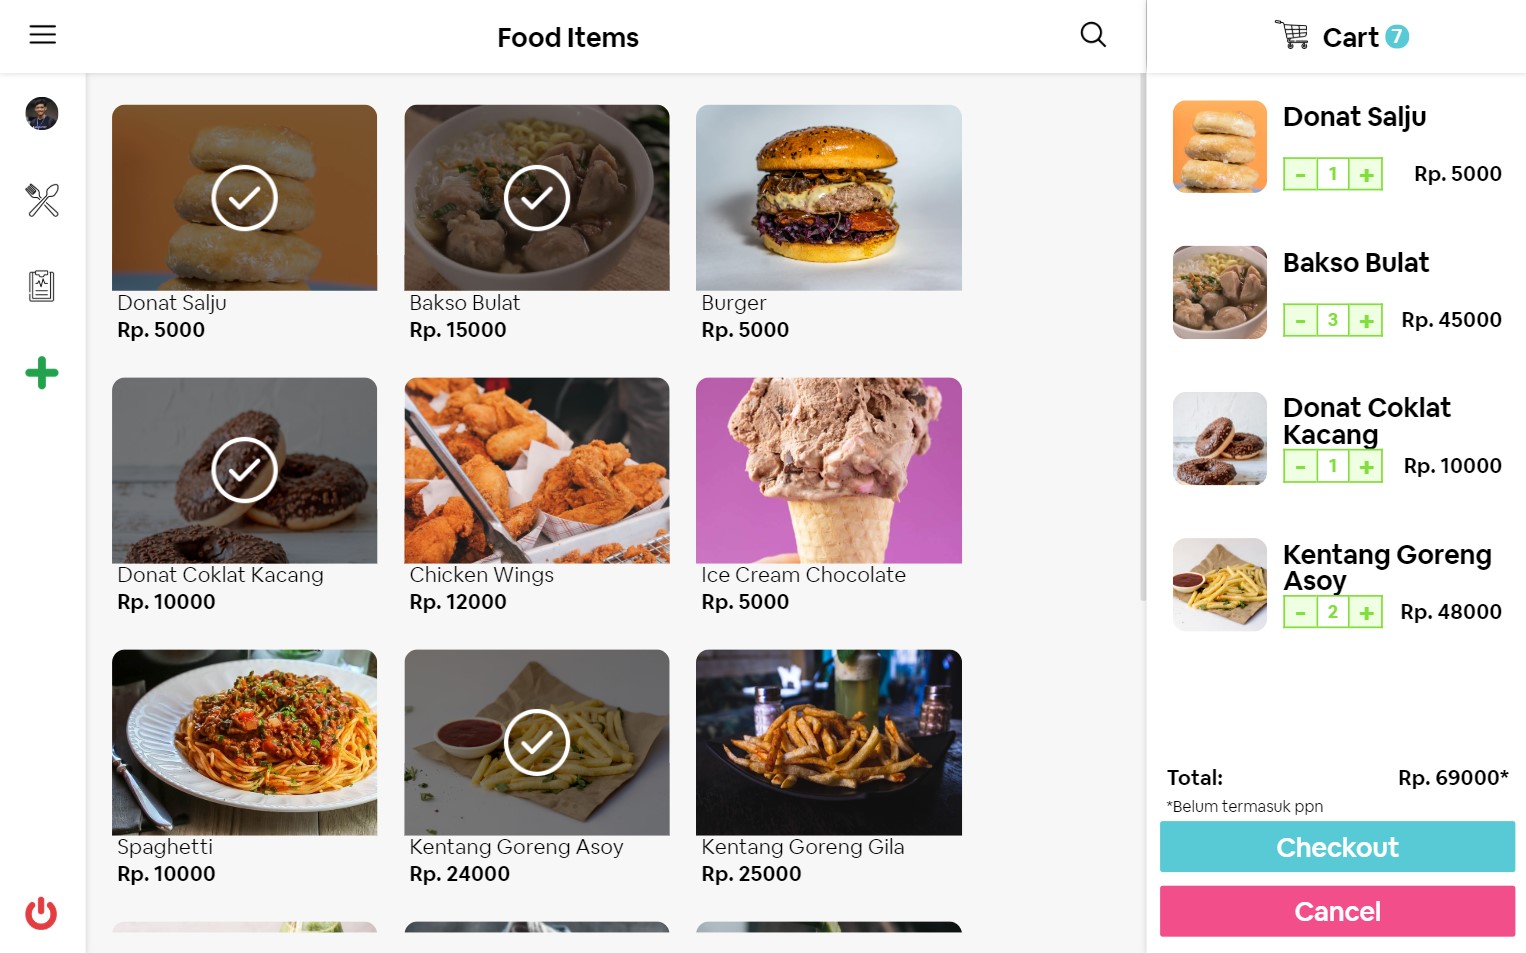 Food Items
Cart 7
Donat Salju
Rp. 5000
Bakso Bulat
Rp. 15000
Burger
Rp. 5000
Donat Coklat Kacang
Rp. 10000
Chicken Wings
Rp. 12000
Ice Cream Chocolate
Rp. 5000
Spaghetti
Rp. 10000
Kentang Goreng Asoy
Rp. 24000
Kentang Goreng Gila
Rp. 25000
Donat Salju
- 1 + Rp. 5000
Bakso Bulat
- 3 + Rp. 45000
Donat Coklat
Kacang
- 1 + Rp. 10000
Kentang Goreng
Asoy
- 2 + Rp. 48000
Total: Rp. 69000*
*Belum termasuk ppn
Checkout
Cancel